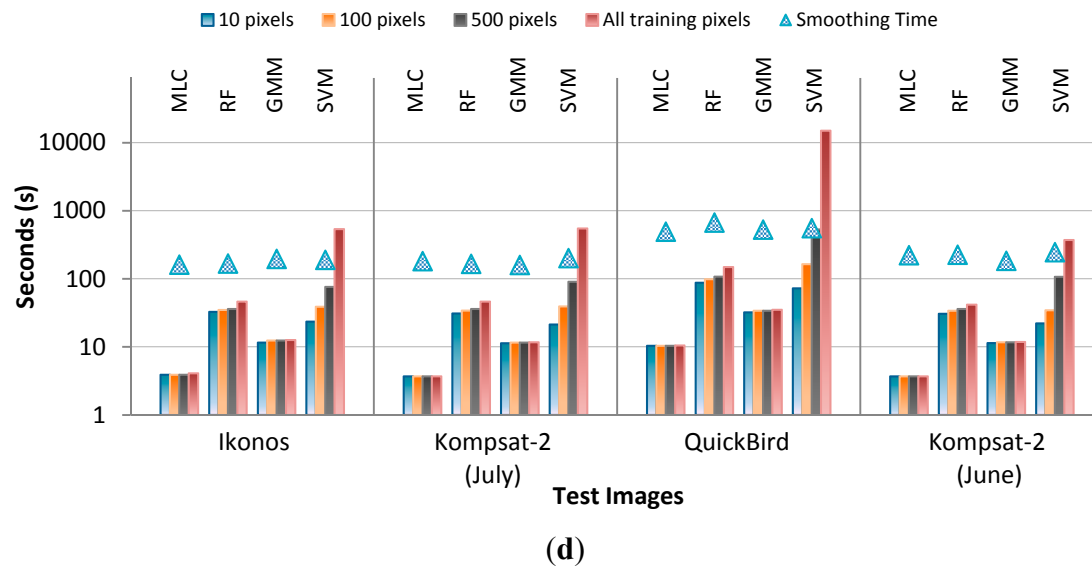 10 pixels 100 pixels 500 pixels All training pixels Smoothing Time
MLC RF GMM SVM MLC RF GMM SVM MLC RF GMM SVM MLC RF GMM SVM
10000
1000
100
10
1
Seconds (s)
Ikonos Kompsat-2 (July) QuickBird Kompsat-2 (June)
Test Images
(d)